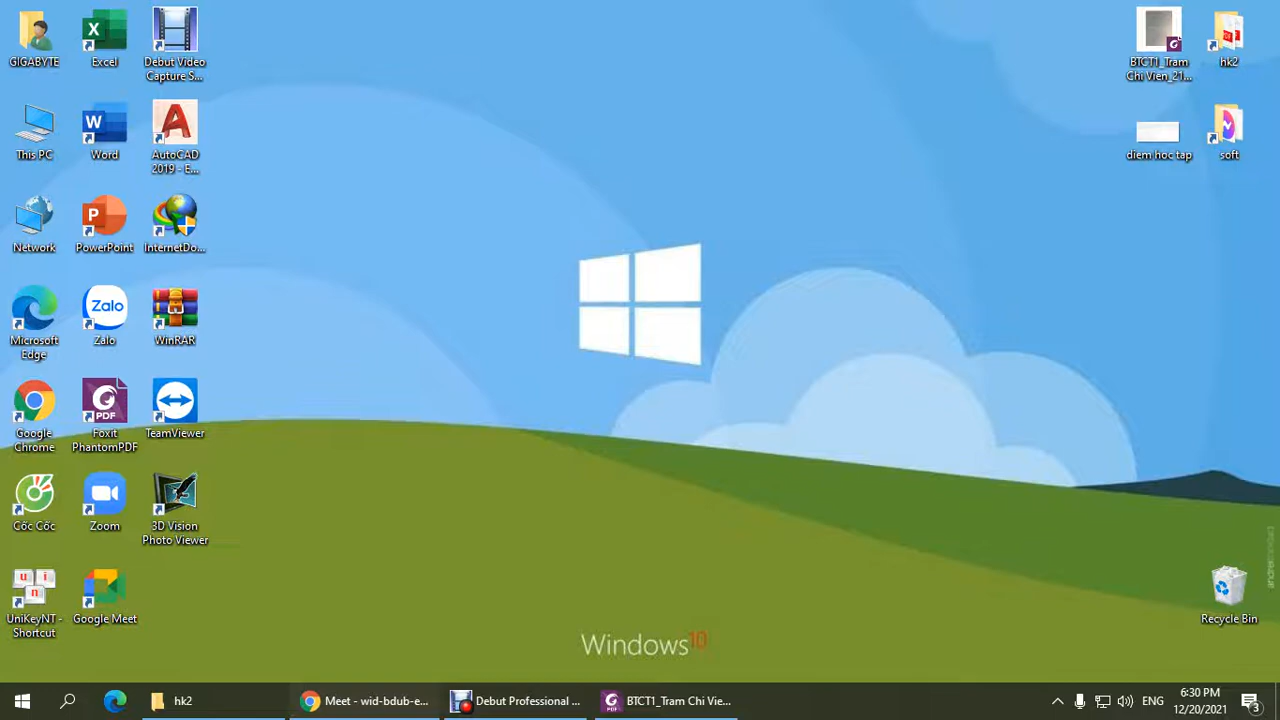 GIGABYTE
Excel
Debut Video
Capture S...
BTCT1_Tram
Chi Vien_21...
hk2
This PC
Word
AutoCAD
2019 - E...
diem hoc tap
soft
Network
PowerPoint
InternetDo...
Microsoft
Edge
Zalo
Zalo
WinRAR
Google
Chrome
PDF
Foxit
PhantomPDF
TeamViewer
Cốc Cốc
Zoom
3D Vision
Photo Viewer
UniKeyNT -
Shortcut
Google Meet
Recycle Bin
Windows 10
hk2
Meet - wid-bdub-e...
Debut Professional ...
BTCT1_Tram Chi Vie...
ENG
6:30 PM
12/20/2021
3